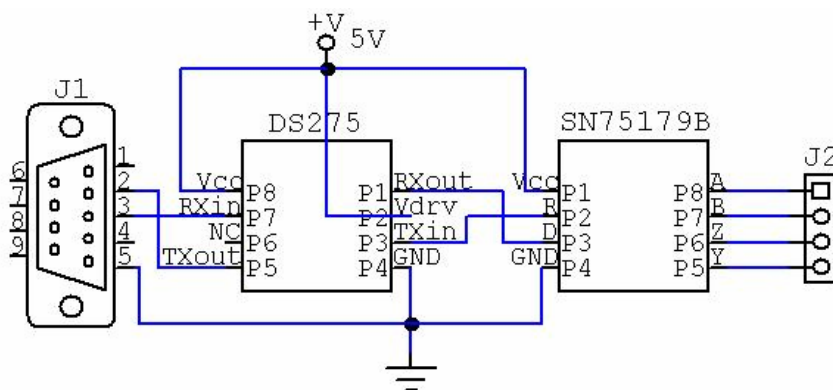 +V
5V
J1
DS275
SN75179B
J2
1
2
3
4
5
6
7
8
9
Vcc
RXin
NC
TXout
P8
P7
P6
P5
P1
P2
P3
P4
RXout
Vdrv
TXin
GND
Vcc
R
D
GND
P1
P2
P3
P4
P8
P7
P6
P5
A
B
Z
Y